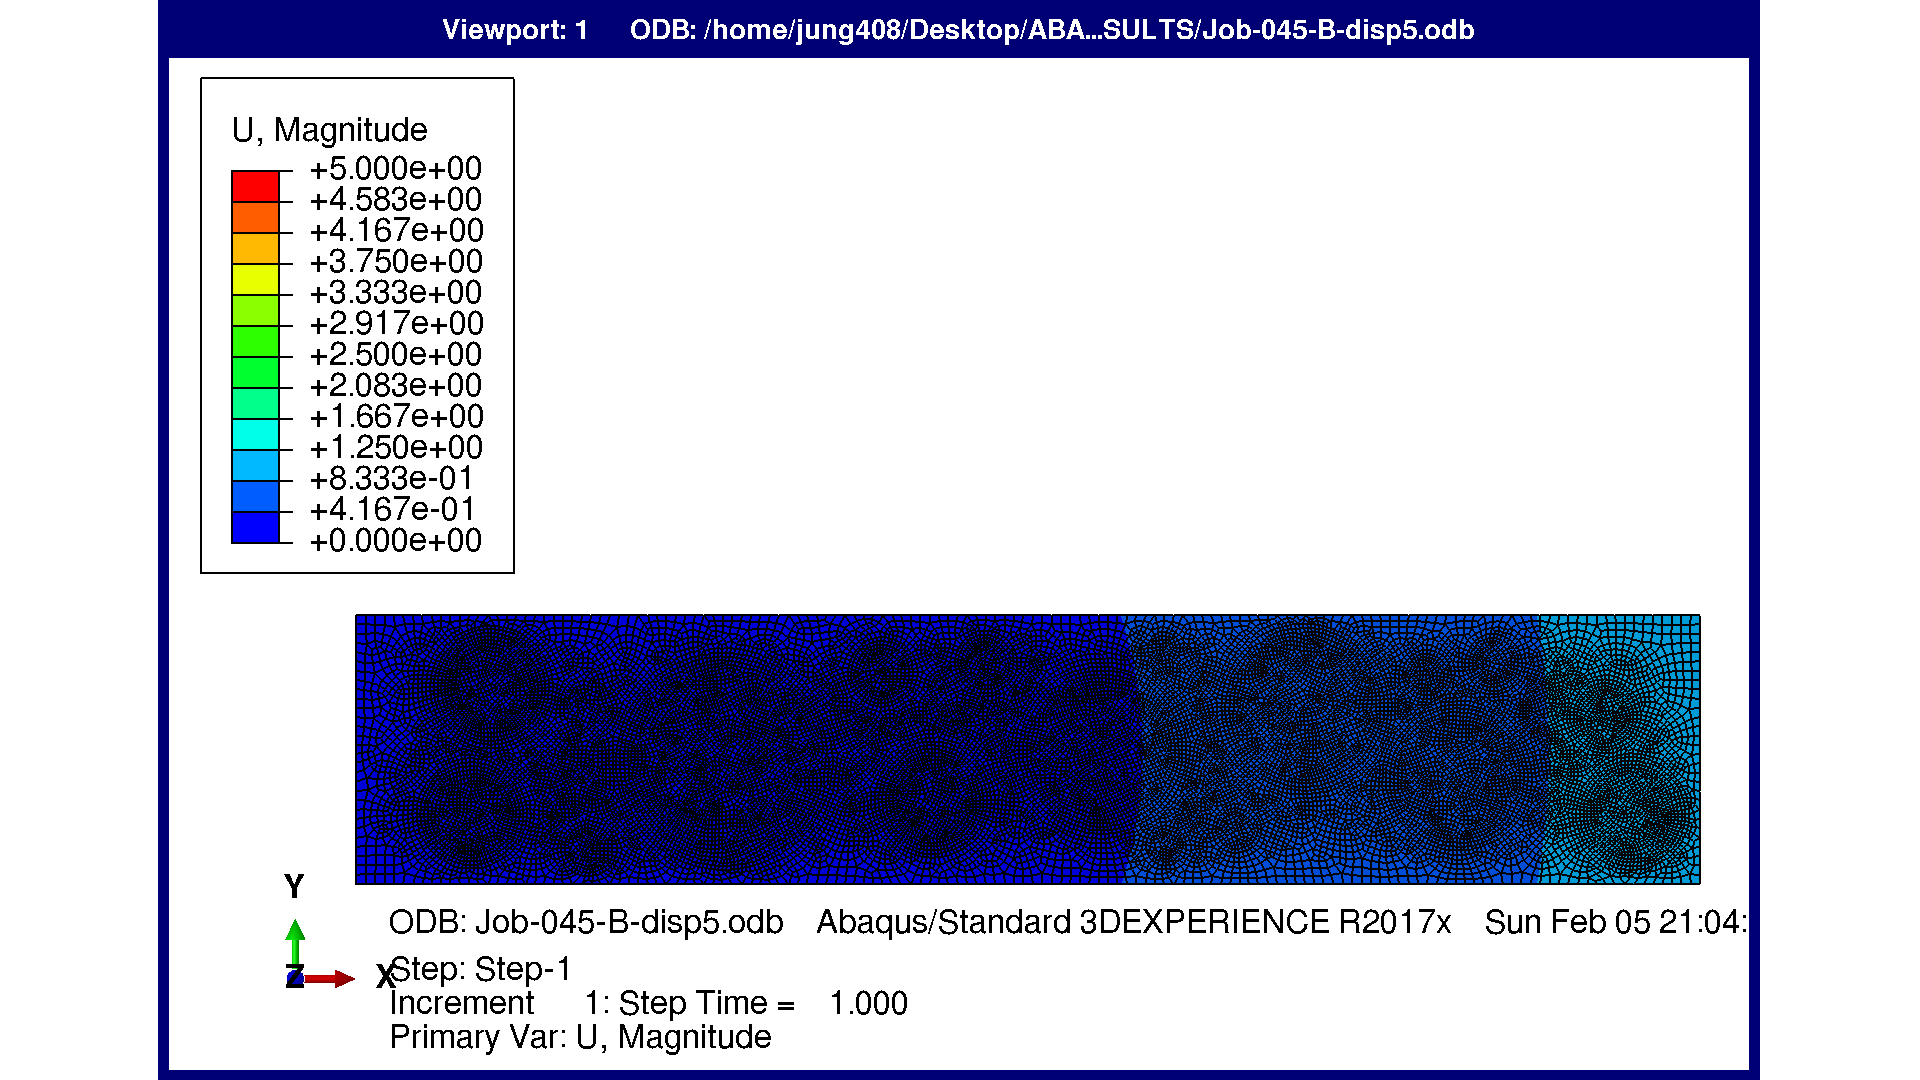 Viewport: 1 ODB: /home/jung408/Desktop/ABA...SULTS/Job-045-B-disp5.odb
U, Magnitude
+5.000e+00
+4.583e+00
+4.167e+00
+3.750e+00
+3.333e+00
+2.917e+00
+2.500e+00
+2.083e+00
+1.667e+00
+1.250e+00
+8.333e-01
+4.167e-01
+0.000e+00
Y
Z
X
ODB: Job-045-B-disp5.odb Abaqus/Standard 3DEXPERIENCE R2017x Sun Feb 05 21:04:
Step: Step-1
Increment 1: Step Time = 1.000
Primary Var: U, Magnitude